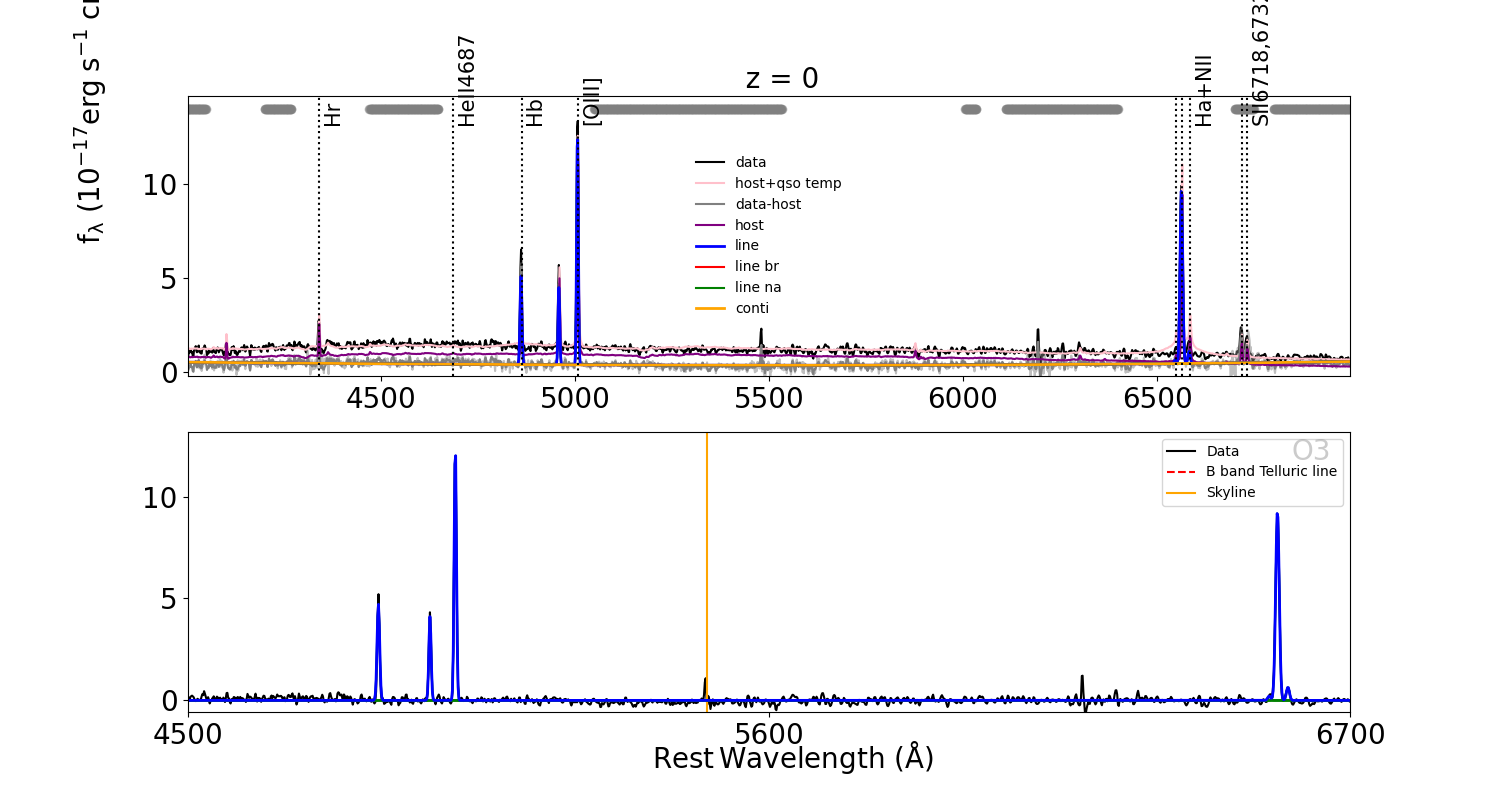 z = 0
f_λ (10^−17 erg s^−1
Hr
HeII4687
Hb
[OIII]
Ha+NII
SII6718,673
10
5
0
data
host+qso temp
data-host
host
line
line br
line na
conti
4500 5000 5500 6000 6500
O3
Data
B band Telluric line
Skyline
10
5
0
4500 5600 6700
Rest Wavelength (Å)